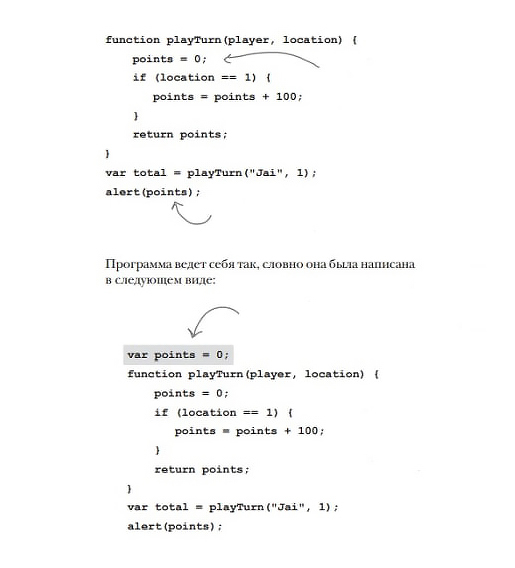 function playTurn(player, location) {
points = 0;
if (location == 1) {
points = points + 100;
}
return points;
}
var total = playTurn("Jai", 1);
alert(points);
Программа ведет себя так, словно она была написана
в следующем виде:
var points = 0;
function playTurn(player, location) {
points = 0;
if (location == 1) {
points = points + 100;
}
return points;
}
var total = playTurn("Jai", 1);
alert(points);